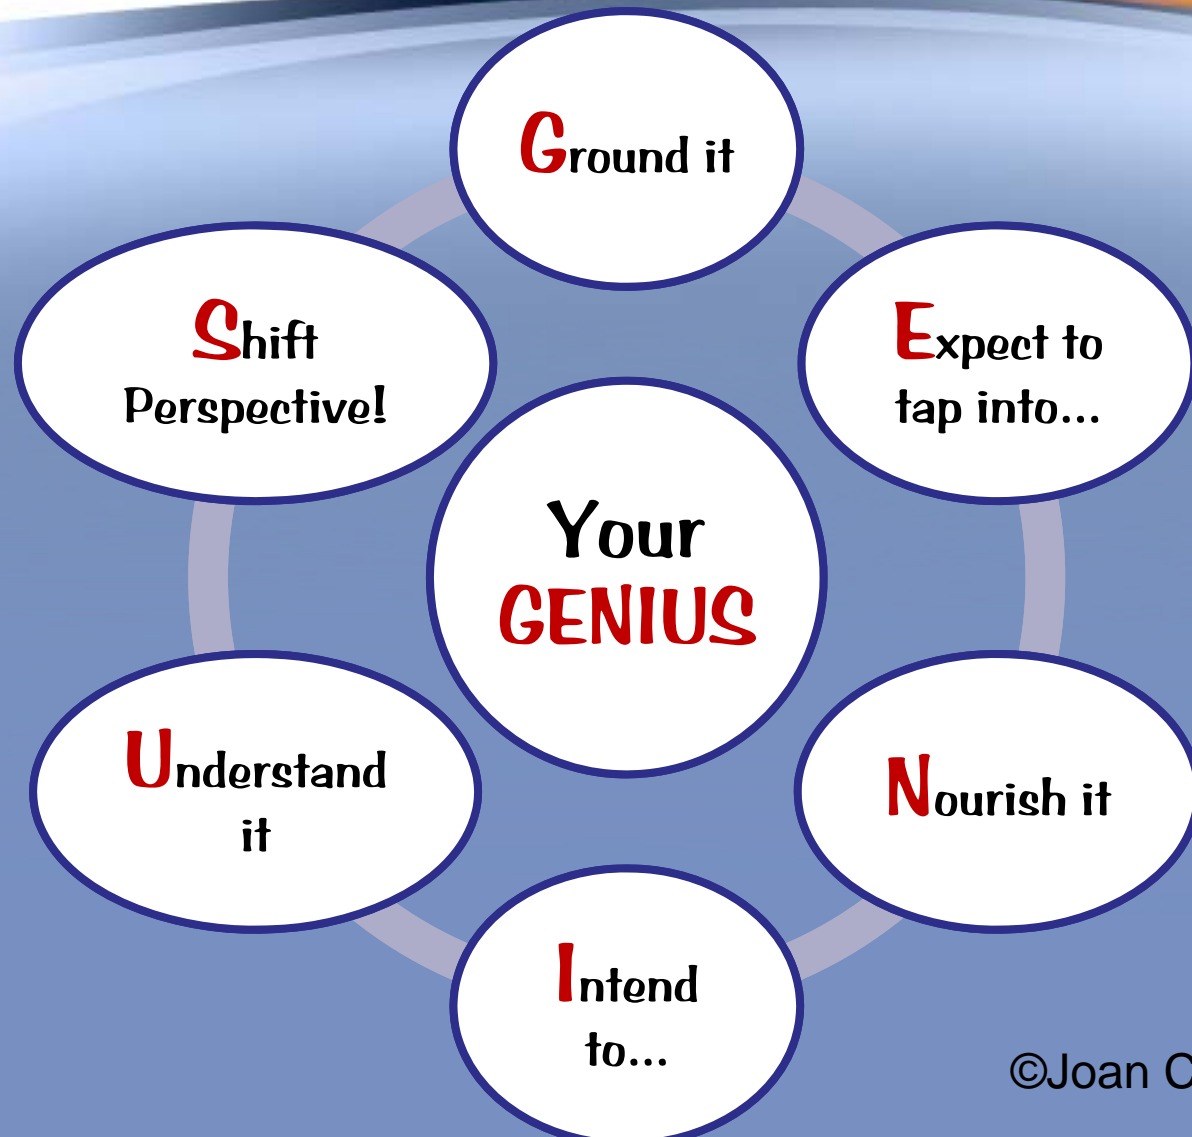 Ground it
Expect to
tap into...
Nourish it
Intend
to...
Understand
it
Shift
Perspective!
Your
GENIUS
©Joan